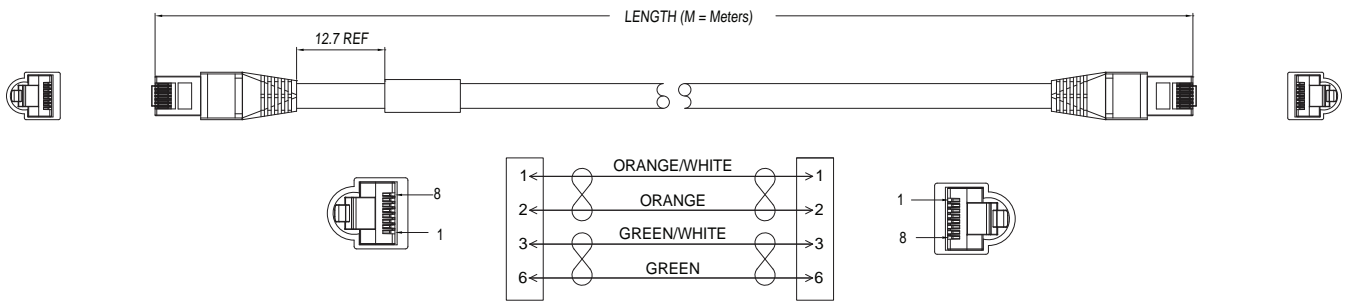 LENGTH (M = Meters)
12.7 REF
8
1
1 ORANGE/WHITE 1
2 ORANGE 2
3 GREEN/WHITE 3
6 GREEN 6
1
8